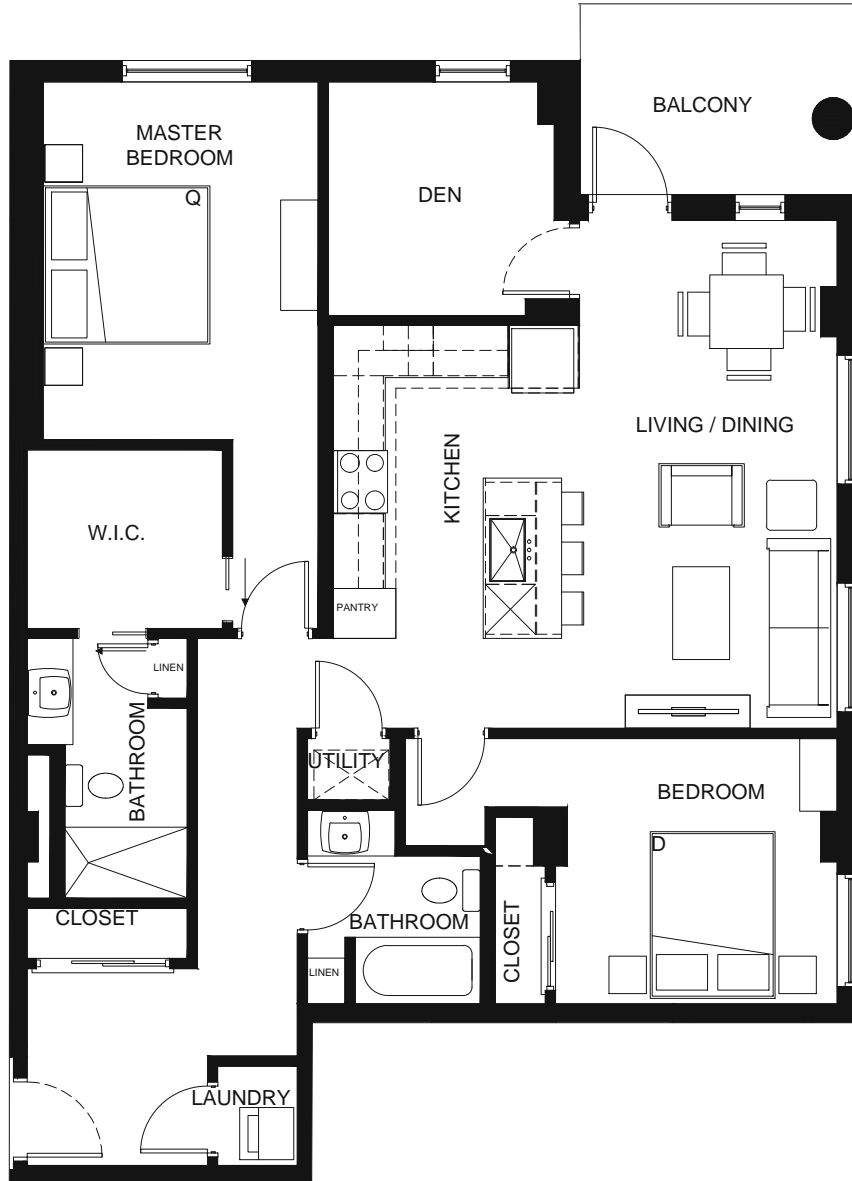 BALCONY
MASTER
BEDROOM
Q
DEN
LIVING / DINING
KITCHEN
W.I.C.
PANTRY
LINEN
BATHROOM
UTILITY
BEDROOM
D
CLOSET
BATHROOM
CLOSET
LINEN
LAUNDRY